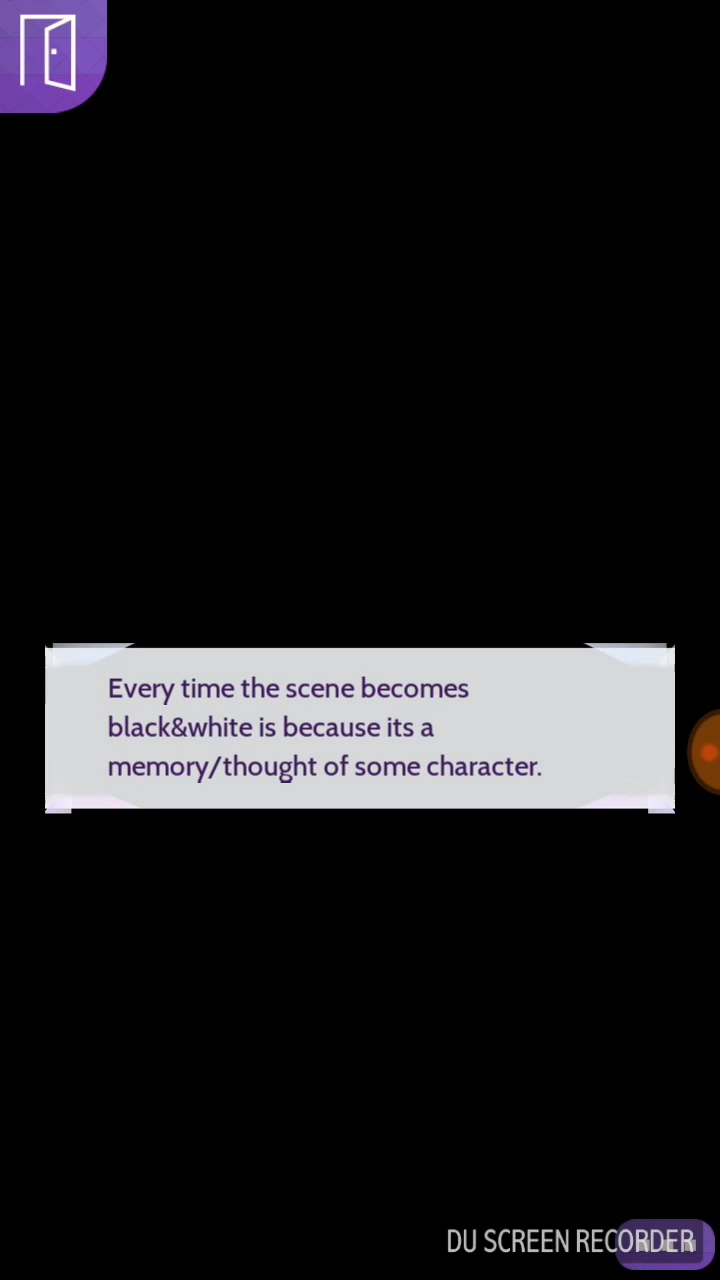 Every time the scene becomes
black&white is because its a
memory/thought of some character.
DU SCREEN RECORDER